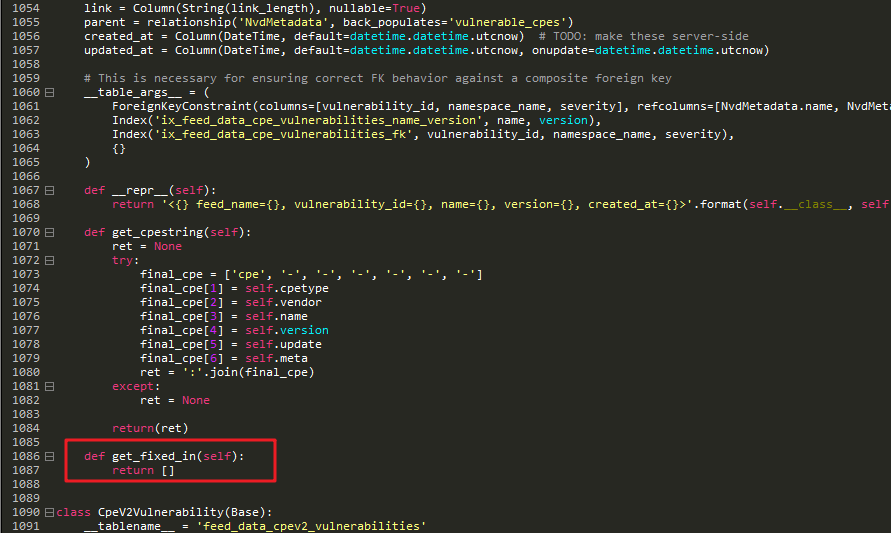 1054 link = Column(String(link_length), nullable=True)
1055 parent = relationship('NvdMetadata', back_populates='vulnerable_cpes')
1056 created_at = Column(DateTime, default=datetime.datetime.utcnow)  # TODO: make these server-side
1057 updated_at = Column(DateTime, default=datetime.datetime.utcnow, onupdate=datetime.datetime.utcnow)
1058
1059 # This is necessary for ensuring correct FK behavior against a composite foreign key
1060 __table_args__ = (
1061 ForeignKeyConstraint(columns=[vulnerability_id, namespace_name, severity], refcolumns=[NvdMetadata.name, NvdMeta
1062 Index('ix_feed_data_cpe_vulnerabilities_name_version', name, version),
1063 Index('ix_feed_data_cpe_vulnerabilities_fk', vulnerability_id, namespace_name, severity),
1064 {}
1065 )
1066
1067 def __repr__(self):
1068 return '<{} feed_name={}, vulnerability_id={}, name={}, version={}, created_at={}>'.format(self.__class__, self
1069
1070 def get_cpestring(self):
1071 ret = None
1072 try:
1073 final_cpe = ['cpe', '-', '-', '-', '-', '-', '-']
1074 final_cpe[1] = self.cpetype
1075 final_cpe[2] = self.vendor
1076 final_cpe[3] = self.name
1077 final_cpe[4] = self.version
1078 final_cpe[5] = self.update
1079 final_cpe[6] = self.meta
1080 ret = ':'.join(final_cpe)
1081 except:
1082 ret = None
1083
1084 return(ret)
1085
1086 def get_fixed_in(self):
1087 return []
1088
1089
1090 class CpeV2Vulnerability(Base):
1091 __tablename__ = 'feed_data_cpev2_vulnerabilities'